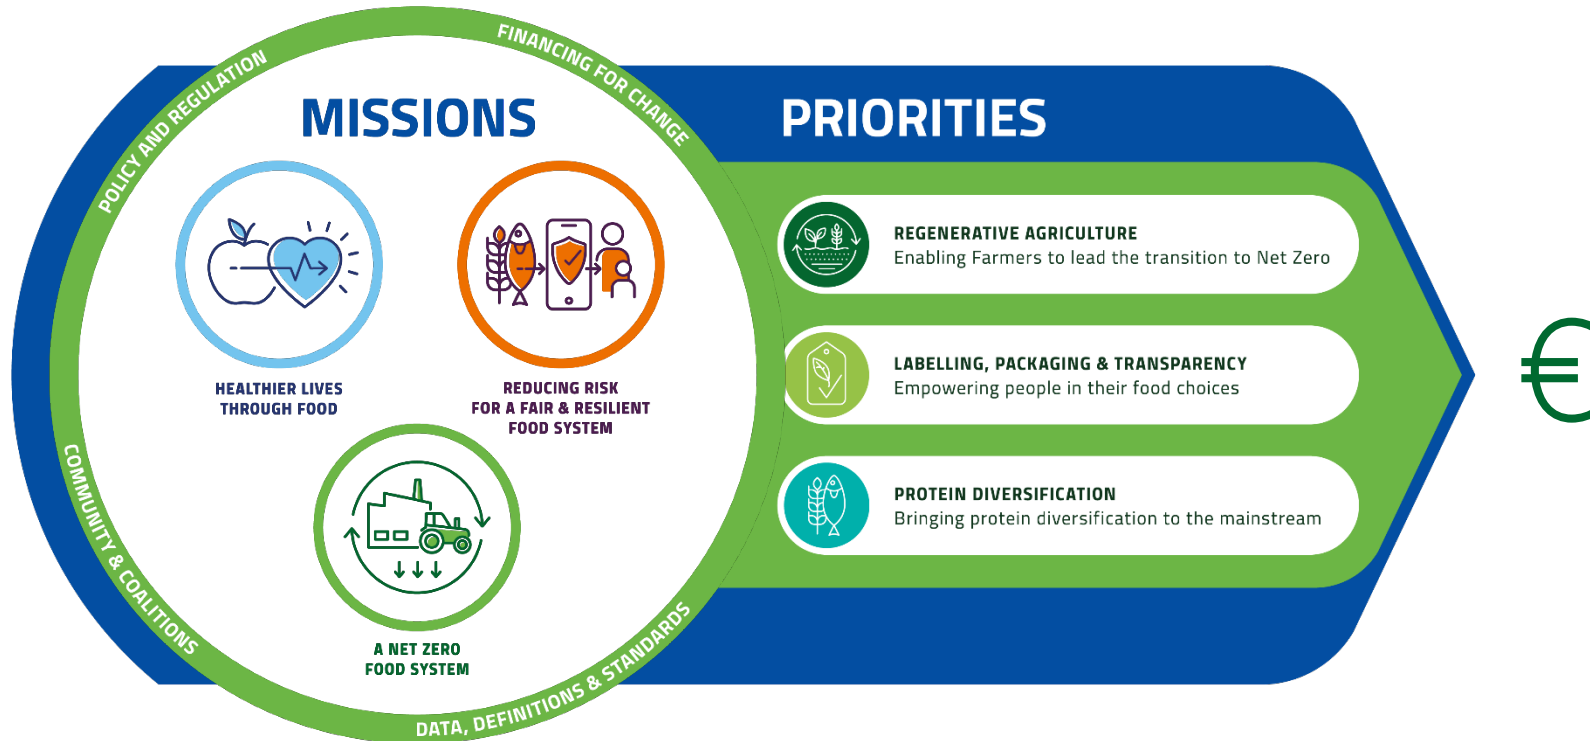 POLICY AND REGULATION
FINANCING FOR CHANGE
COMMUNITY & COALITIONS
DATA, DEFINITIONS & STANDARDS
MISSIONS
HEALTHIER LIVES
THROUGH FOOD
REDUCING RISK
FOR A FAIR & RESILIENT
FOOD SYSTEM
A NET ZERO
FOOD SYSTEM
PRIORITIES
REGENERATIVE AGRICULTURE
Enabling Farmers to lead the transition to Net Zero
LABELLING, PACKAGING & TRANSPARENCY
Empowering people in their food choices
PROTEIN DIVERSIFICATION
Bringing protein diversification to the mainstream
€